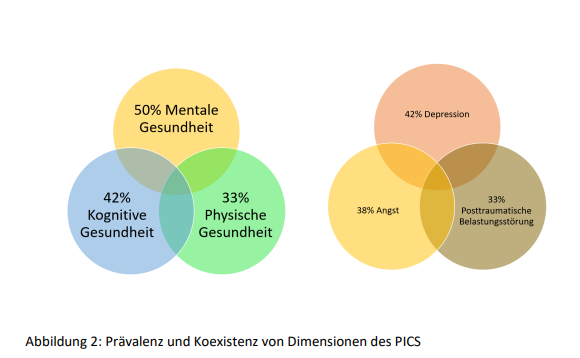 50% Mentale
Gesundheit
42%
Kognitive
Gesundheit
33%
Physische
Gesundheit
42% Depression
38% Angst
33%
Posttraumatische
Belastungsstörung
Abbildung 2: Prävalenz und Koexistenz von Dimensionen des PICS